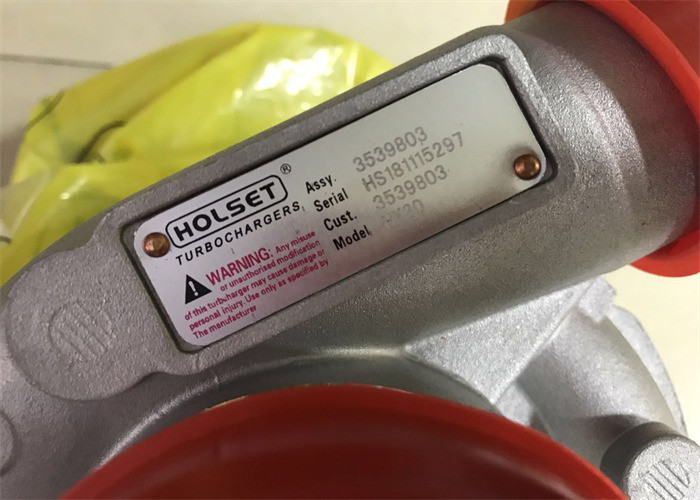 HOLSET®
TURBOCHARGERS
Assy. 3539803
Serial HS181115297
Cust. 3539803
Model
WARNING: Any misuse
or unauthorised modification
of this turbcharger may cause damage or
personal injury. Use only as specified by
The manufacturer